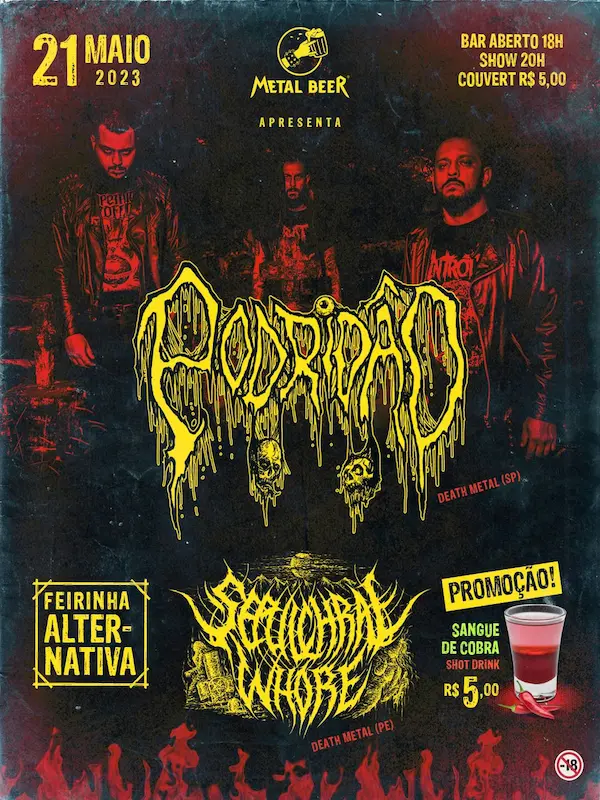 21 MAIO
2023
METAL BEER
APRESENTA
BAR ABERTO 18H
SHOW 20H
COUVERT R$ 5,00
PODRIDÃO
DEATH METAL (SP)
FEIRINHA
ALTER-
NATIVA
SEPULCHRAL
WHORE
DEATH METAL (PE)
PROMOÇÃO!
SANGUE
DE COBRA
SHOT DRINK
R$ 5,00
-18